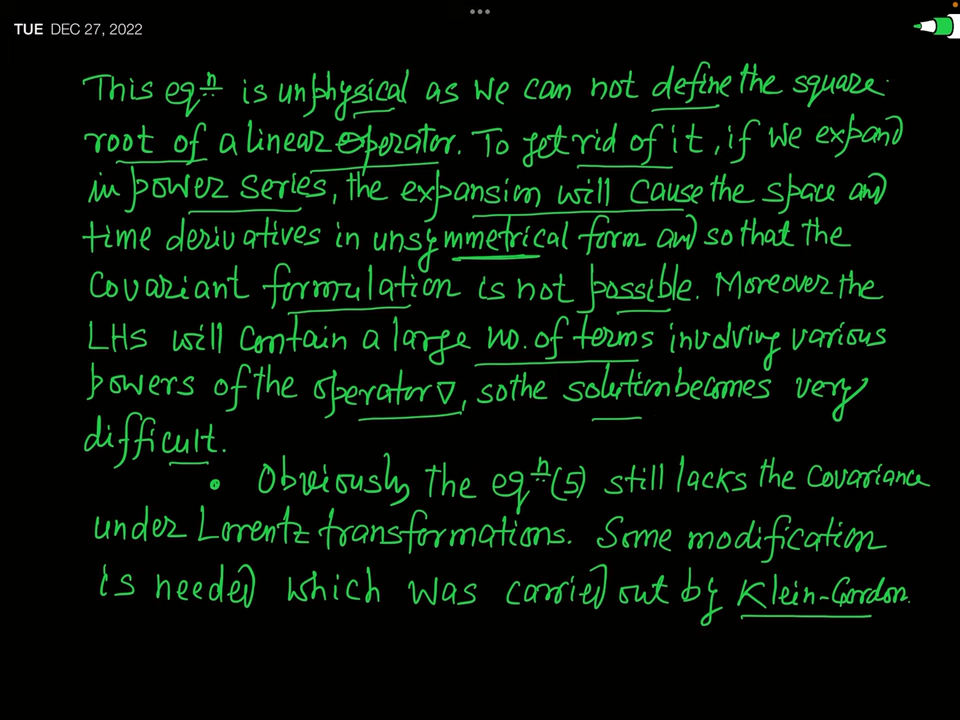 TUE DEC 27, 2022
This eqⁿ is unphysical as we can not define the square
root of a linear operator. To get rid of it, if we expand
in power series, the expansion will cause the space and
time derivatives in unsymmetrical form and so that the
Covariant formulation is not possible. Moreover the
LHS will contain a large no. of terms involving various
powers of the operator ∇, so the solution becomes very
difficult.
• Obviously the eqⁿ (5) still lacks the covariance
under Lorentz transformations. Some modification
is needed which was carried out by Klein-Gordon.